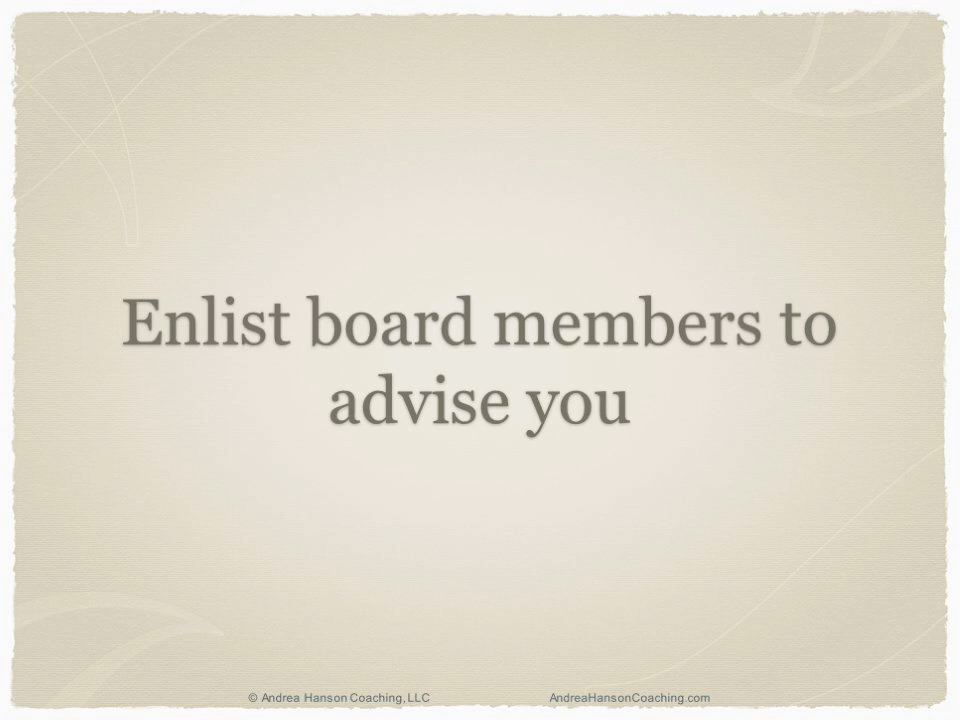 Enlist board members to
advise you
© Andrea Hanson Coaching, LLC AndreaHansonCoaching.com